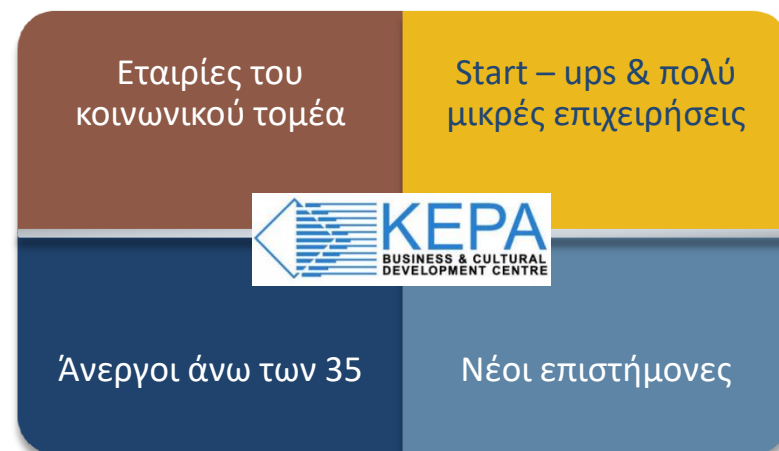 Εταιρίες του
κοινωνικού τομέα
Start – ups & πολύ
μικρές επιχειρήσεις
KEPA
BUSINESS & CULTURAL
DEVELOPMENT CENTRE
Άνεργοι άνω των 35
Νέοι επιστήμονες